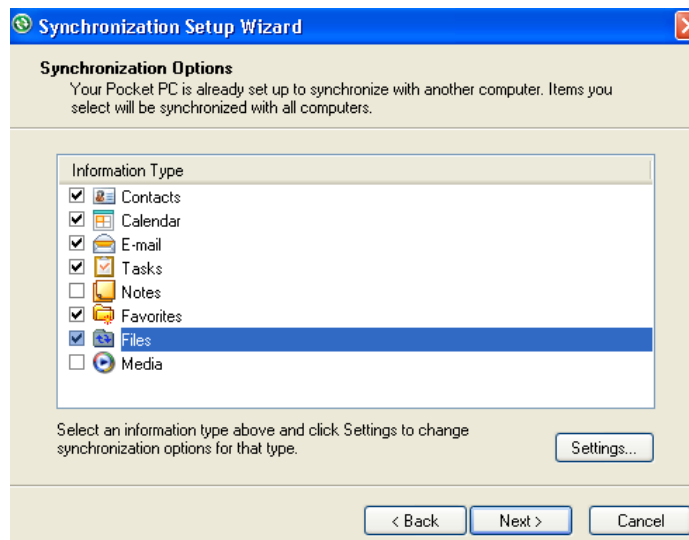 Synchronization Setup Wizard
Synchronization Options
Your Pocket PC is already set up to synchronize with another computer. Items you
select will be synchronized with all computers.
Information Type
Contacts
Calendar
E-mail
Tasks
Notes
Favorites
Files
Media
Select an information type above and click Settings to change
synchronization options for that type.
Settings...
< Back
Next >
Cancel